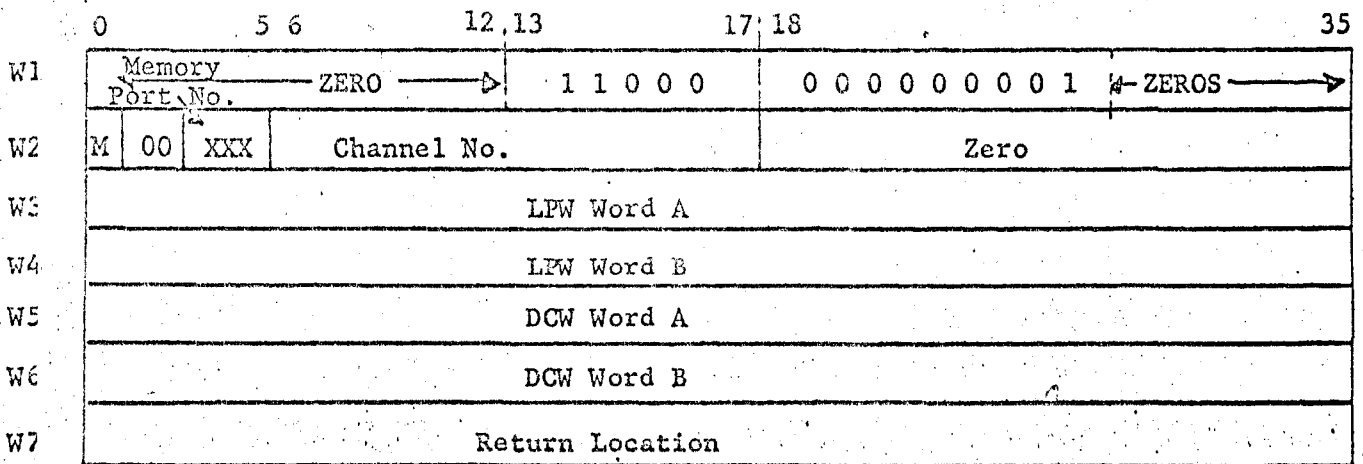 0 5 6 12 13 17 18 35
W1 Memory Port No. ZERO 1 1 0 0 0 0 0 0 0 0 0 0 0 1 ZEROS
W2 M 00 XXX Channel No. Zero
W3 LPW Word A
W4 LPW Word B
W5 DCW Word A
W6 DCW Word B
W7 Return Location